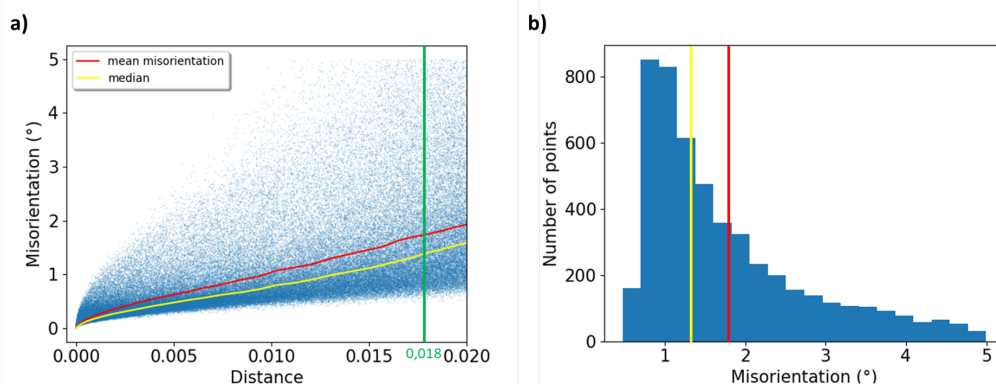 a)
mean misorientation
median
Misorientation (°)
5
4
3
2
1
0
0.000
0.005
0.010
0.015
0,018
0.020
Distance
b)
Number of points
800
600
400
200
0
1
2
3
4
5
Misorientation (°)